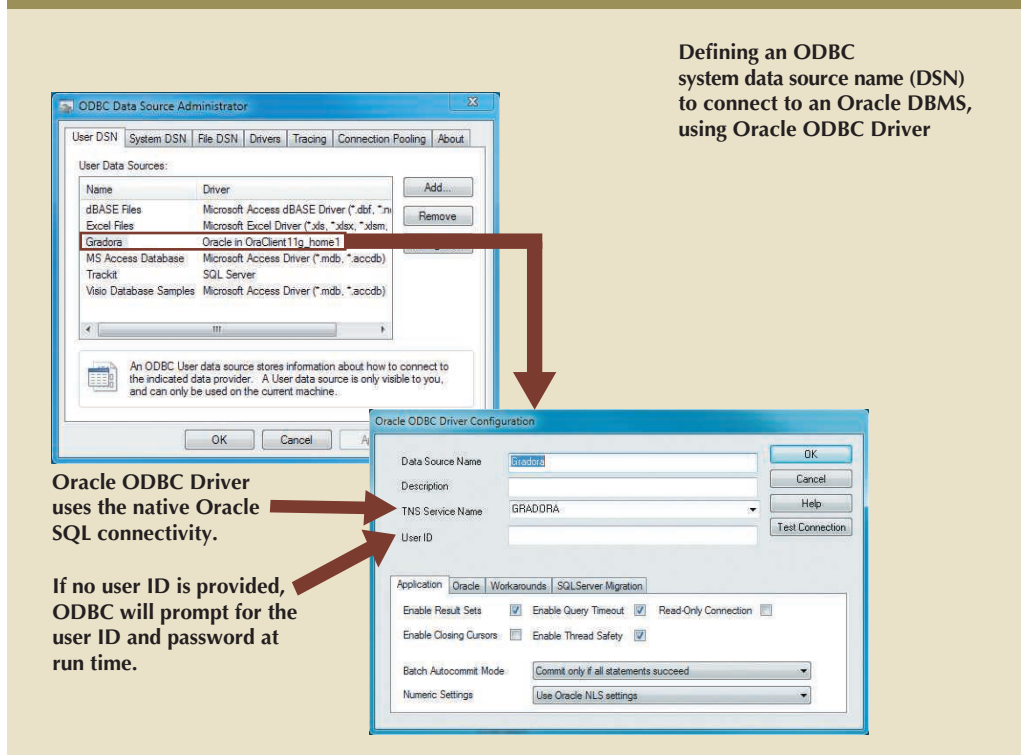 Defining an ODBC
system data source name (DSN)
to connect to an Oracle DBMS,
using Oracle ODBC Driver
ODBC Data Source Administrator
User DSN System DSN File DSN Drivers Tracing Connection Pooling About
User Data Sources:
Name Driver
dBASE Files Microsoft Access dBASE Driver (*.dbf, *.n
Excel Files Microsoft Excel Driver (*.xls, *.xlsx, *.xlsm,
Gradora Oracle in OraClient11g_home1
MS Access Database Microsoft Access Driver (*.mdb, *.accdb)
Trackit SQL Server
Visio Database Samples Microsoft Access Driver (*.mdb, *.accdb)
Add...
Remove
An ODBC User data source stores information about how to connect to
the indicated data provider. A User data source is only visible to you,
and can only be used on the current machine.
OK Cancel
Oracle ODBC Driver
uses the native Oracle
SQL connectivity.
If no user ID is provided,
ODBC will prompt for the
user ID and password at
run time.
Oracle ODBC Driver Configuration
Data Source Name Gradora
Description
TNS Service Name GRADORA
User ID
OK
Cancel
Help
Test Connection
Application Oracle Workarounds SQLServer Migration
Enable Result Sets Enable Query Timeout Read-Only Connection
Enable Closing Cursors Enable Thread Safety
Batch Autocommit Mode Commit only if all statements succeed
Numeric Settings Use Oracle NLS settings